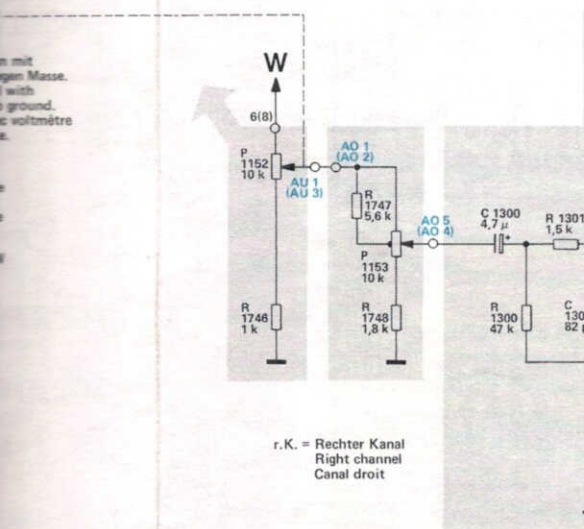 n mit
gen Masse.
with
ground.
c voltmètre
e.
W
6(8)
P
1152
10 k
AU 1
(AU 3)
AO 1
(AO 2)
R
1747
5,6 k
P
1153
10 k
AO 5
(AO 4)
C 1300
4,7 µ
+
R 1301
1,5 k
R
1746
1 k
R
1748
1,8 k
R
1300
47 k
C
130
82
r.K. = Rechter Kanal
Right channel
Canal droit